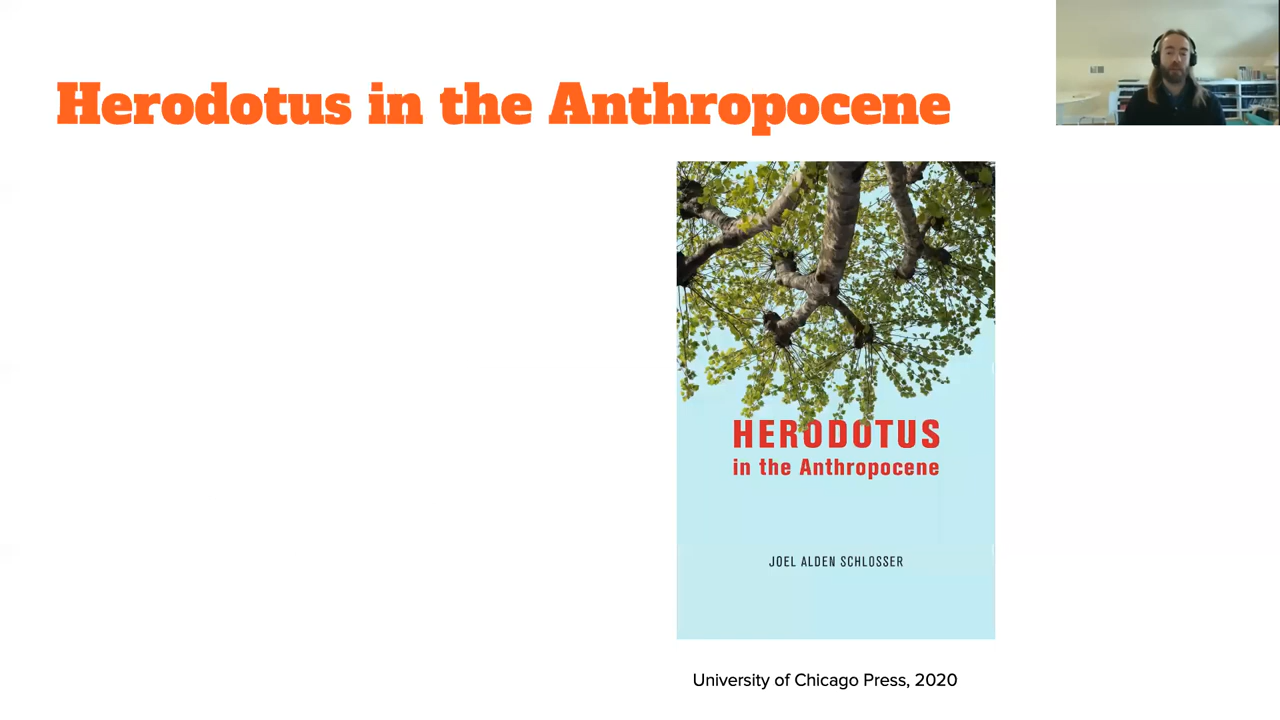 Herodotus in the Anthropocene
HERODOTUS
in the Anthropocene
JOEL ALDEN SCHLOSSER
University of Chicago Press, 2020